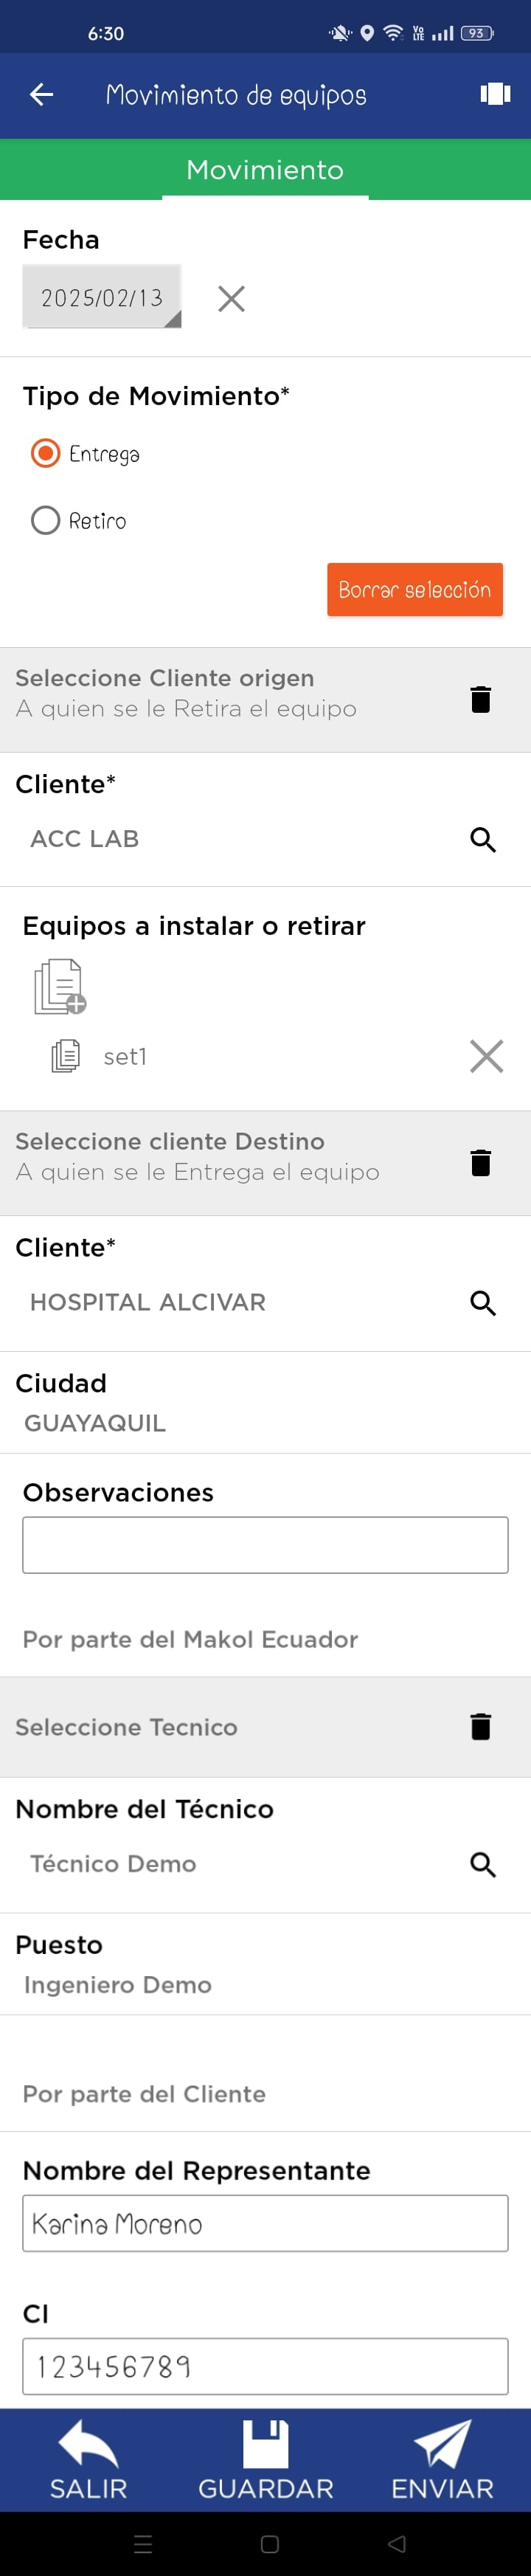 6:30
Vo
LTE
93
Movimiento de equipos
Movimiento
Fecha
2025/02/13
Tipo de Movimiento*
Entrega
Retiro
Borrar selección
Seleccione Cliente origen
A quien se le Retira el equipo
Cliente*
ACC LAB
Equipos a instalar o retirar
set1
Seleccione cliente Destino
A quien se le Entrega el equipo
Cliente*
HOSPITAL ALCIVAR
Ciudad
GUAYAQUIL
Observaciones
Por parte del Makol Ecuador
Seleccione Tecnico
Nombre del Técnico
Técnico Demo
Puesto
Ingeniero Demo
Por parte del Cliente
Nombre del Representante
Karina Moreno
CI
123456789
SALIR GUARDAR ENVIAR